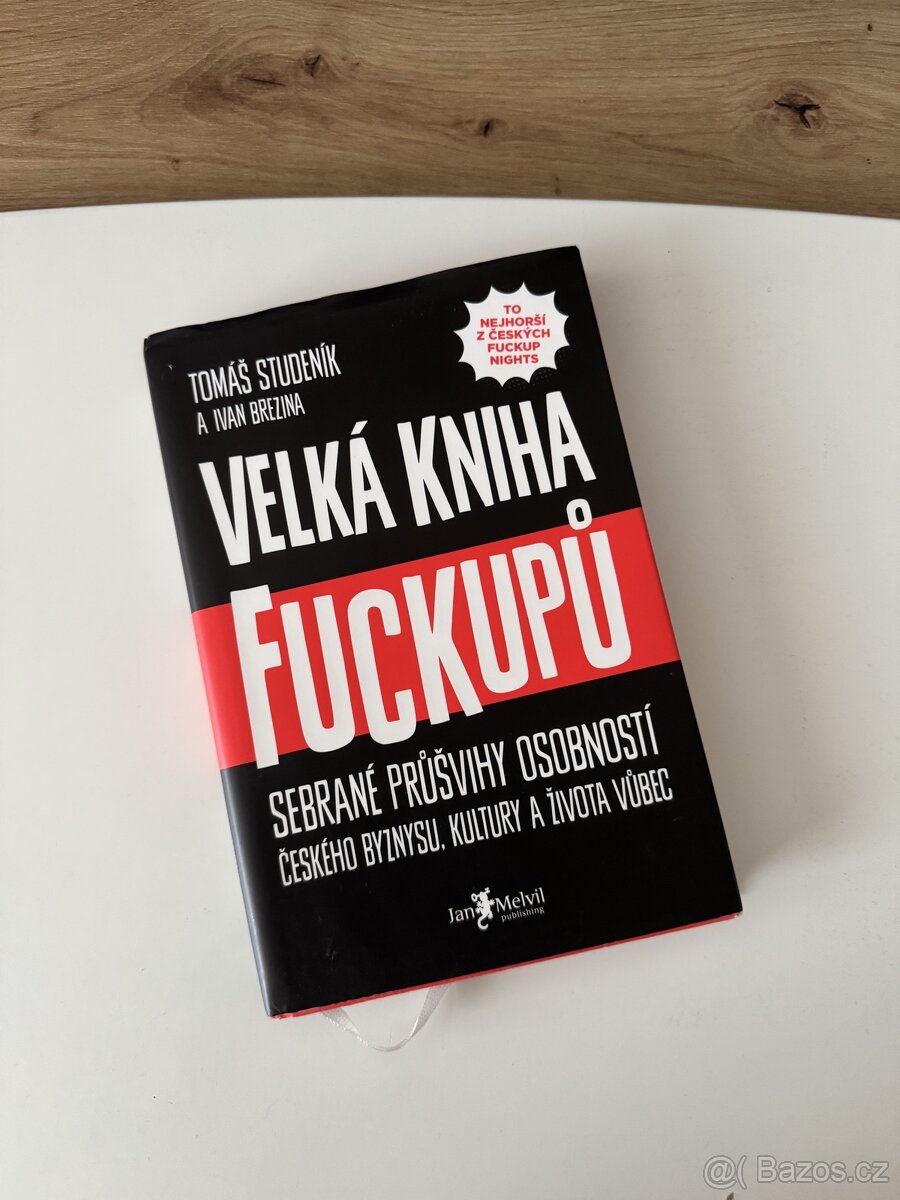 TO
NEJHORŠÍ
Z ČESKÝCH
FUCKUP
NIGHTS
TOMÁŠ STUDENÍK
A IVAN BREZINA
VELKÁ KNIHA
FUCKUPŮ
SEBRANÉ PRŮŠVIHY OSOBNOSTÍ
ČESKÉHO BYZNYSU, KULTURY A ŽIVOTA VŮBEC
Jan Melvil
publishing
@( Bazos.cz